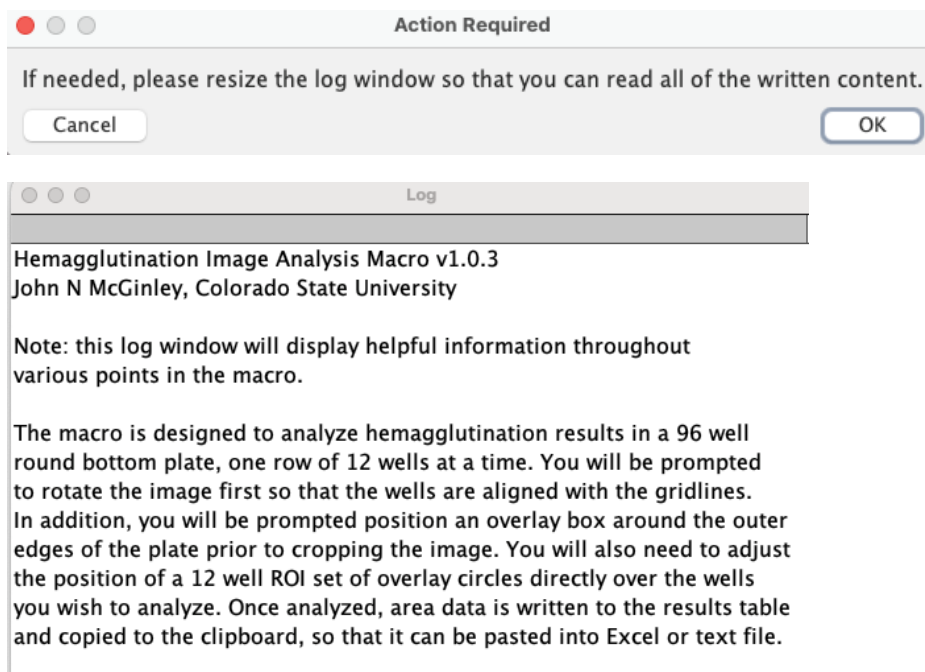 Action Required
If needed, please resize the log window so that you can read all of the written content.
Cancel
OK
Log
Hemagglutination Image Analysis Macro v1.0.3
John N McGinley, Colorado State University
Note: this log window will display helpful information throughout
various points in the macro.
The macro is designed to analyze hemagglutination results in a 96 well
round bottom plate, one row of 12 wells at a time. You will be prompted
to rotate the image first so that the wells are aligned with the gridlines.
In addition, you will be prompted position an overlay box around the outer
edges of the plate prior to cropping the image. You will also need to adjust
the position of a 12 well ROI set of overlay circles directly over the wells
you wish to analyze. Once analyzed, area data is written to the results table
and copied to the clipboard, so that it can be pasted into Excel or text file.